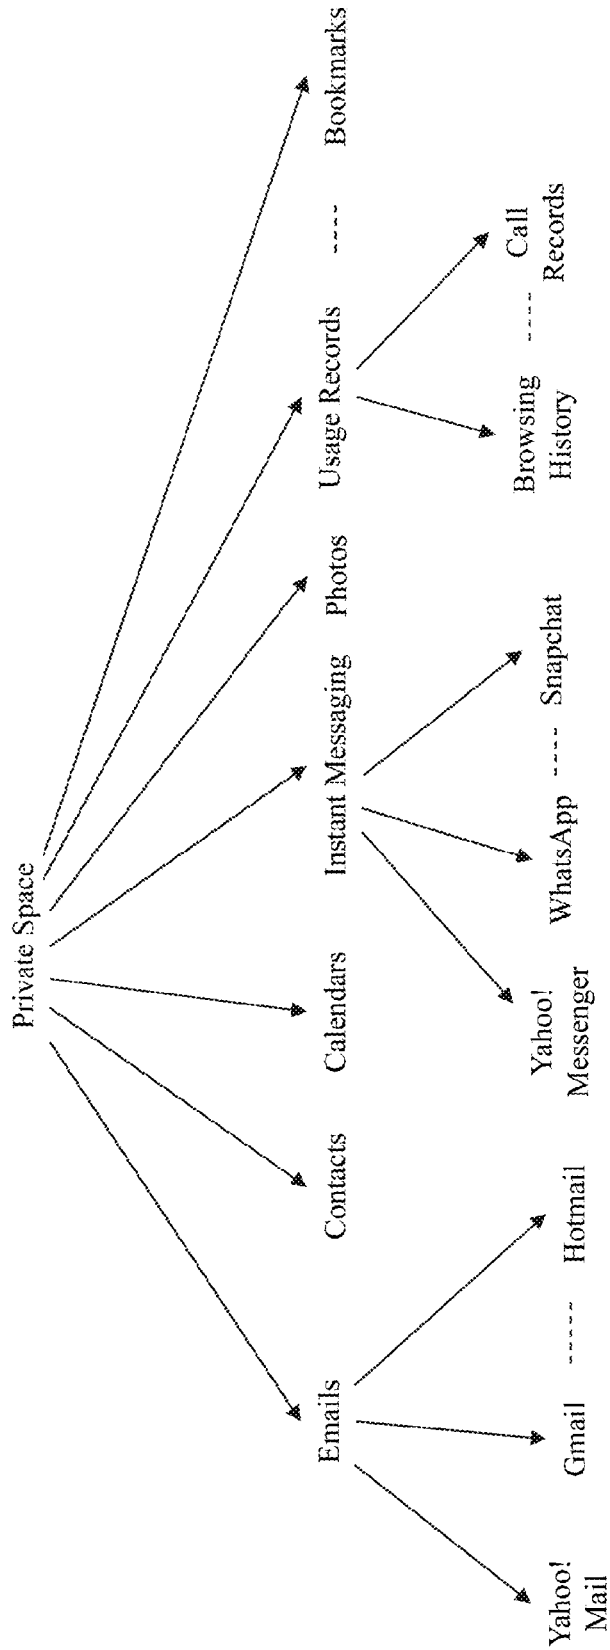 Private Space
Emails
Contacts
Calendars
Instant Messaging
Photos
Usage Records
----
Bookmarks
Yahoo!
Mail
Gmail
-----
Hotmail
Yahoo!
Messenger
WhatsApp
----
Snapchat
Browsing
History
----
Call
Records